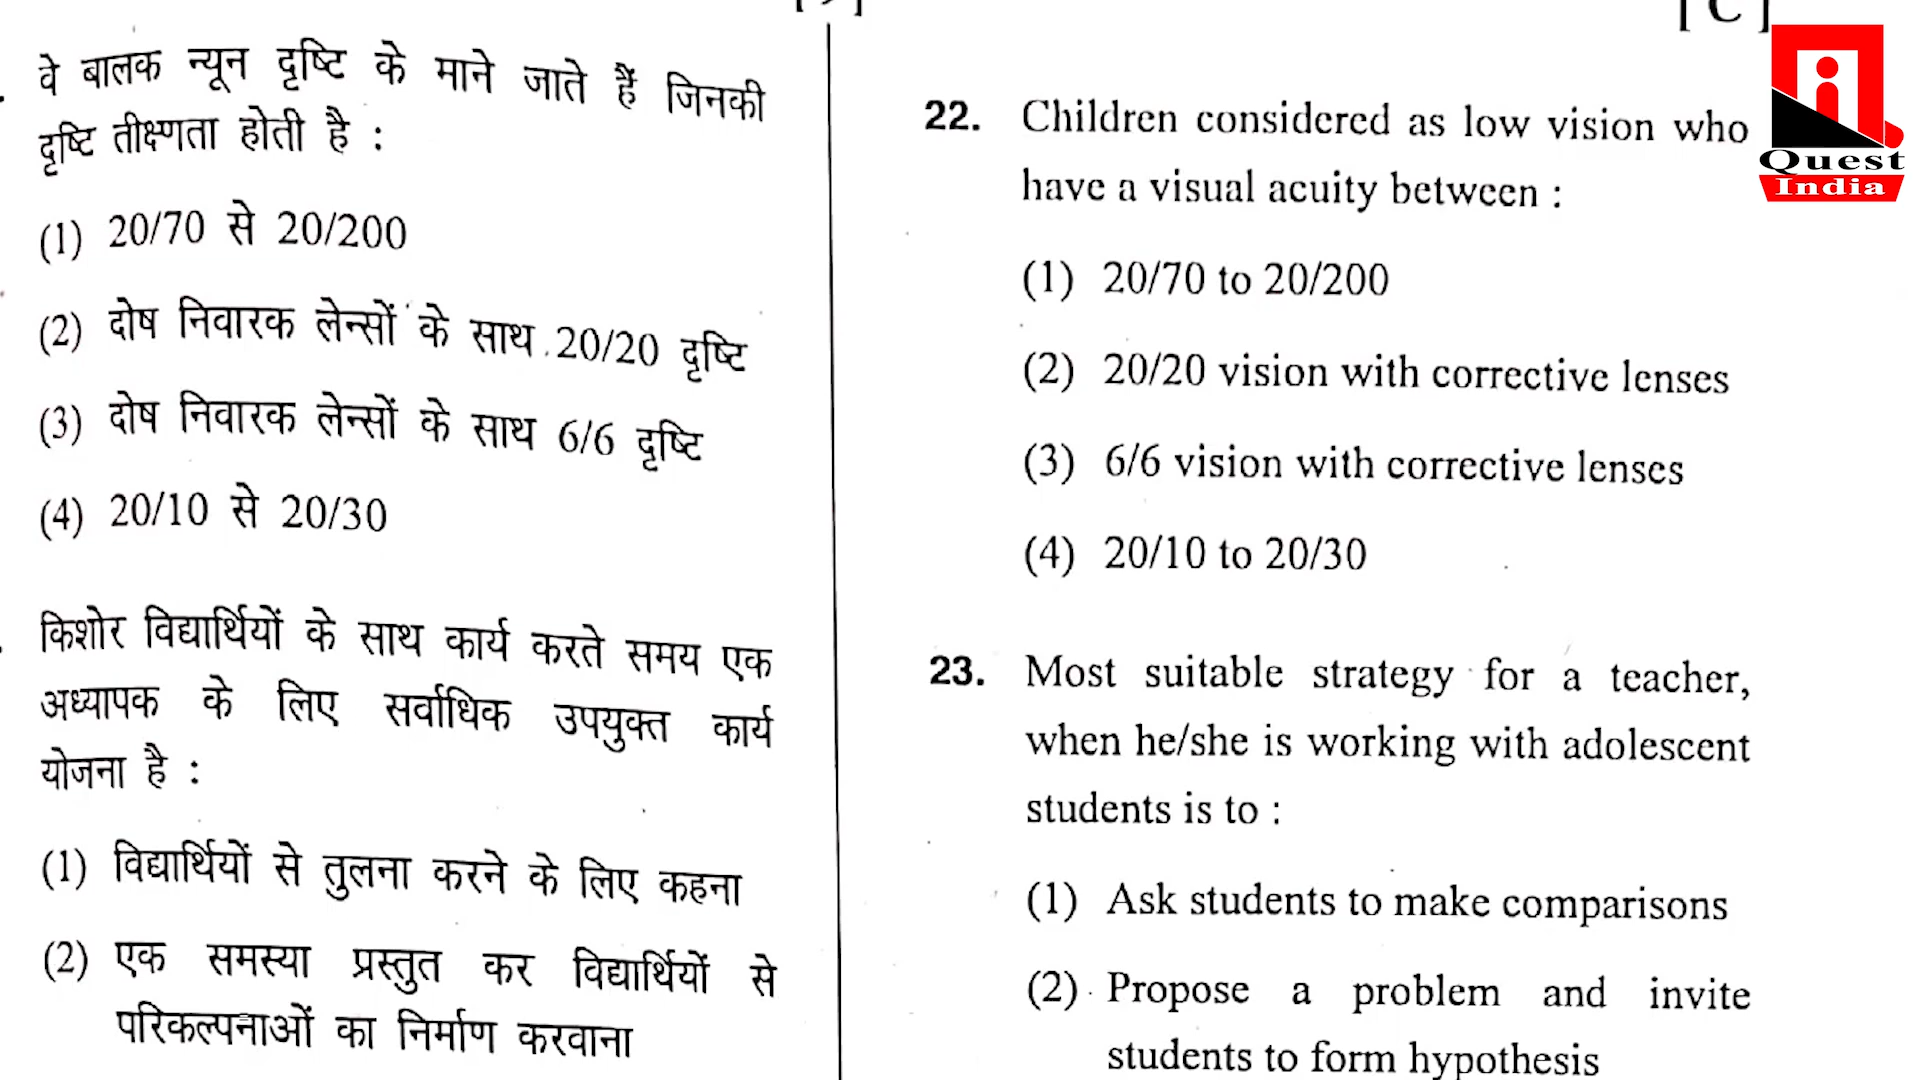 [ C ]
वे बालक न्यून दृष्टि के माने जाते हैं जिनकी
दृष्टि तीक्ष्णता होती है :
(1) 20/70 से 20/200
(2) दोष निवारक लेन्सों के साथ 20/20 दृष्टि
(3) दोष निवारक लेन्सों के साथ 6/6 दृष्टि
(4) 20/10 से 20/30
किशोर विद्यार्थियों के साथ कार्य करते समय एक
अध्यापक के लिए सर्वाधिक उपयुक्त कार्य
योजना है :
(1) विद्यार्थियों से तुलना करने के लिए कहना
(2) एक समस्या प्रस्तुत कर विद्यार्थियों से
परिकल्पनाओं का निर्माण करवाना
22. Children considered as low vision who
have a visual acuity between :
(1) 20/70 to 20/200
(2) 20/20 vision with corrective lenses
(3) 6/6 vision with corrective lenses
(4) 20/10 to 20/30
23. Most suitable strategy for a teacher,
when he/she is working with adolescent
students is to :
(1) Ask students to make comparisons
(2) Propose a problem and invite
students to form hypothesis
Quest
India